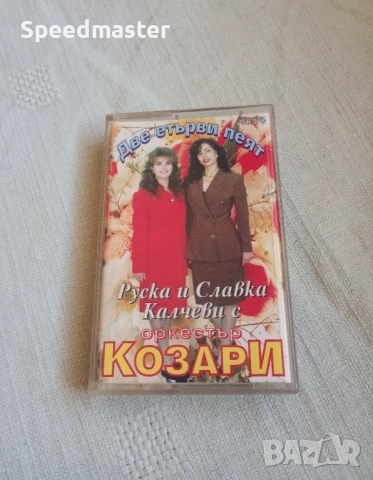 Speedmaster
Две етърви пеят
Руска и Славка
Калчеви с
оркестър
КОЗАРИ
BAZAR